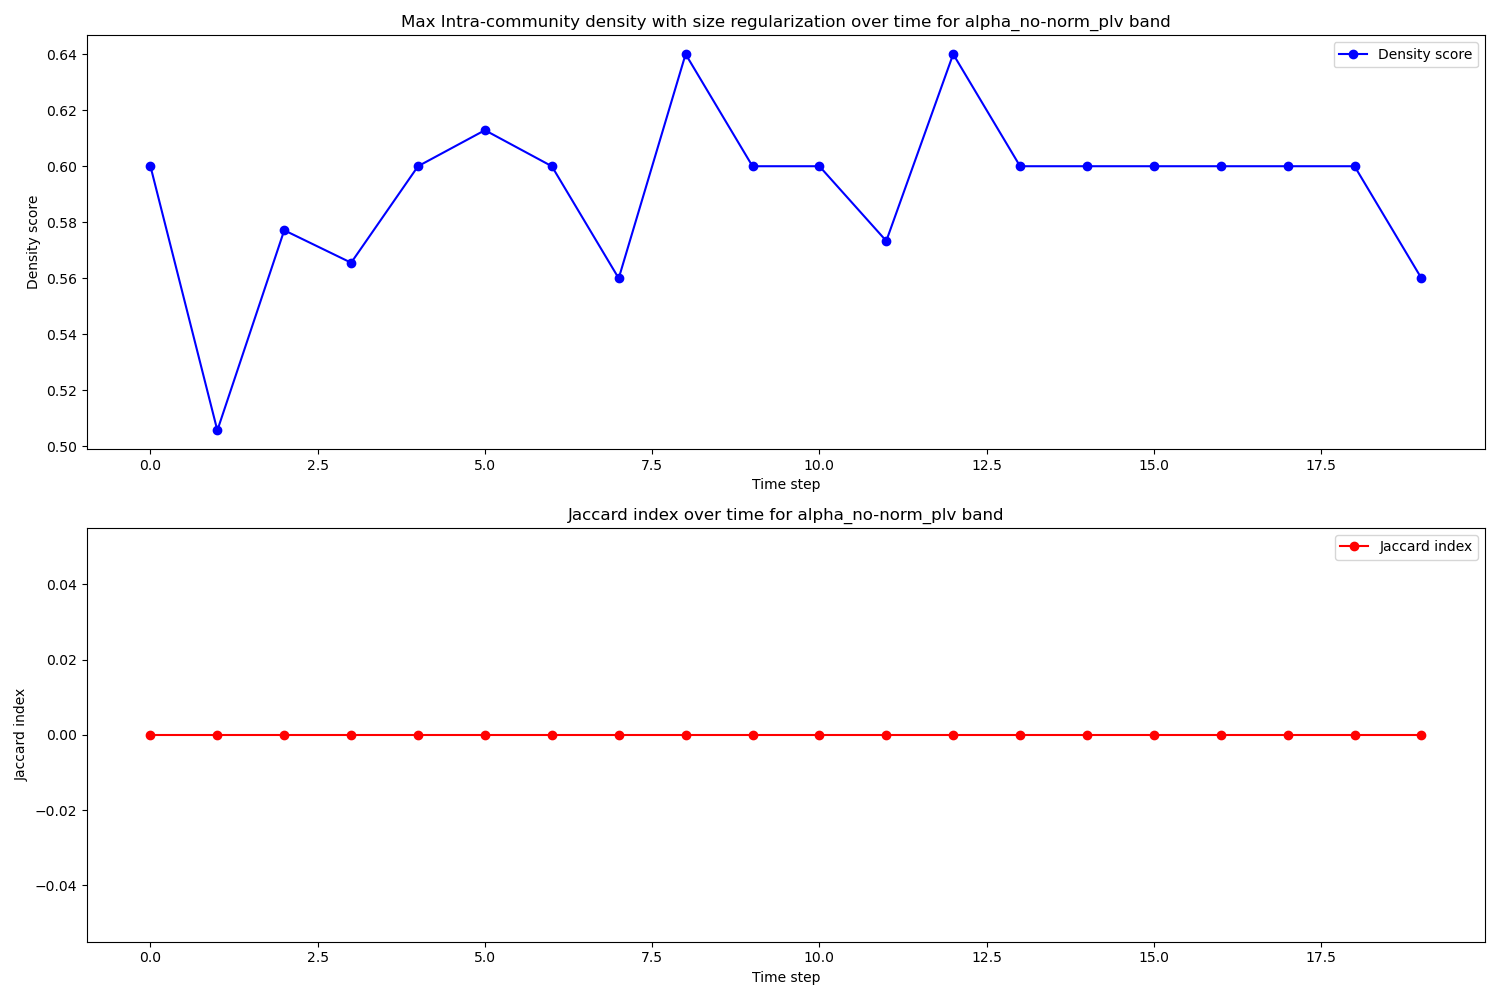 Max Intra-community density with size regularization over time for alpha_no-norm_plv band
Density score
0.64
0.62
0.60
0.58
0.56
0.54
0.52
0.50
Density score
0.0 2.5 5.0 7.5 10.0 12.5 15.0 17.5
Time step
Jaccard index over time for alpha_no-norm_plv band
Jaccard index
0.04
0.02
0.00
−0.02
−0.04
Jaccard index
0.0 2.5 5.0 7.5 10.0 12.5 15.0 17.5
Time step